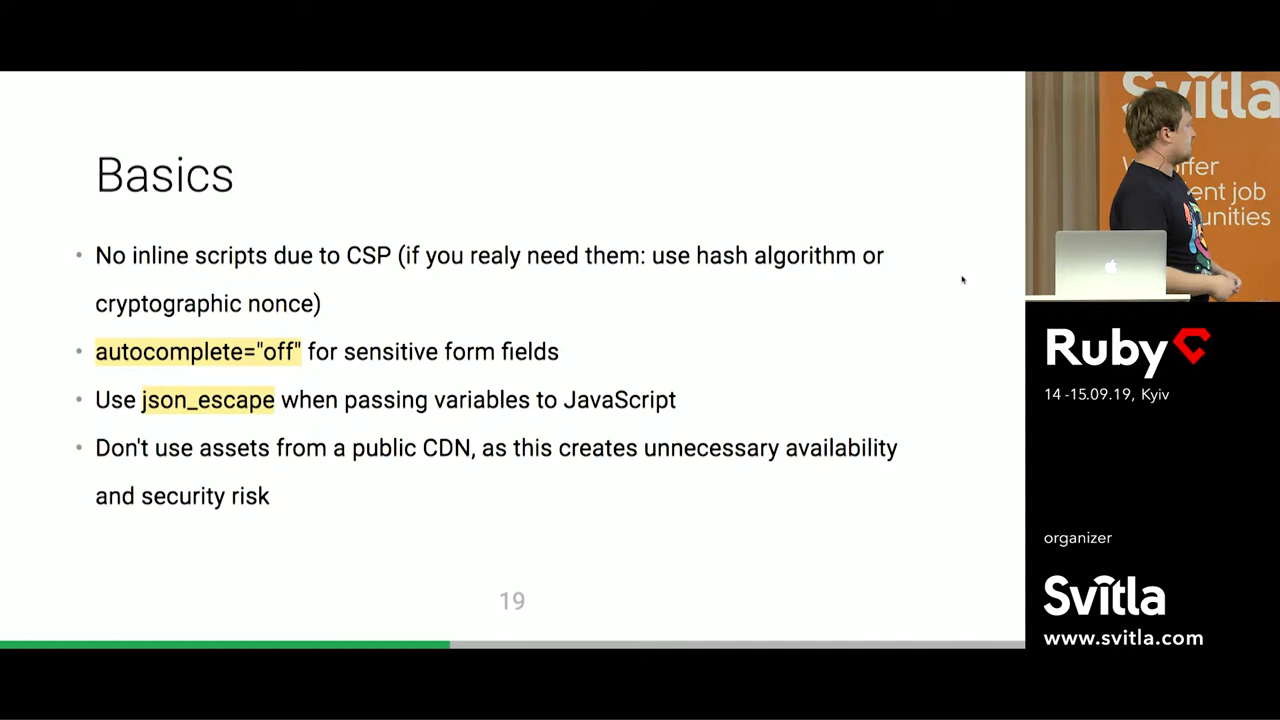 Basics
• No inline scripts due to CSP (if you realy need them: use hash algorithm or
cryptographic nonce)
• autocomplete="off" for sensitive form fields
• Use json_escape when passing variables to JavaScript
• Don't use assets from a public CDN, as this creates unnecessary availability
and security risk
19
Svitla
offer
job
Ruby
14 -15.09.19, Kyiv
organizer
Svitla
www.svitla.com